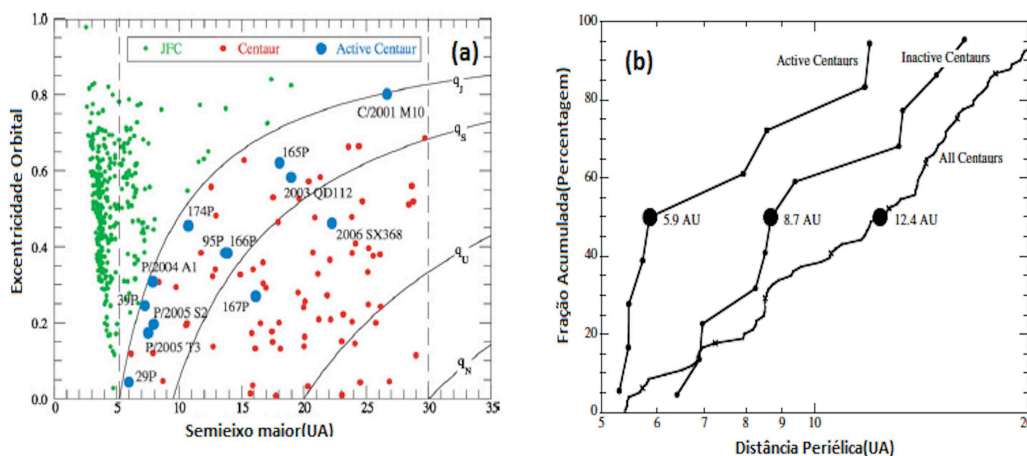 (a)
JFC Centaur Active Centaur
Excentricidade Orbital
1.0
0.8
0.6
0.4
0.2
0.0
q_J
C/2001 M10
q_S
165P
2003 QD112
174P
95P 166P
2006 SX368
P/2004 A1
q_U
39P
P/2005 S2
167P
P/2005 T3
29P
q_N
0 5 10 15 20 25 30 35
Semieixo maior(UA)
(b)
Fração Acumulada(Percentagem)
100
80
60
40
20
0
Active Centaurs
Inactive Centaurs
All Centaurs
5.9 AU
8.7 AU
12.4 AU
5 6 7 8 9 10 20
Distância Periélica(UA)